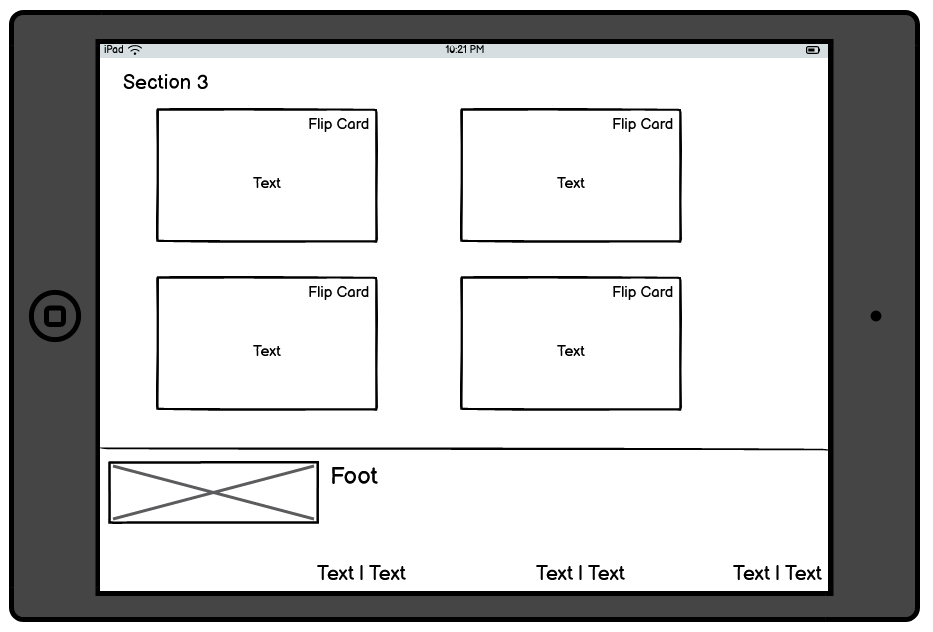 iPad 10:21 PM
Section 3
Flip Card Flip Card
Text Text
Flip Card Flip Card
Text Text
Foot
Text | Text Text | Text Text | Text